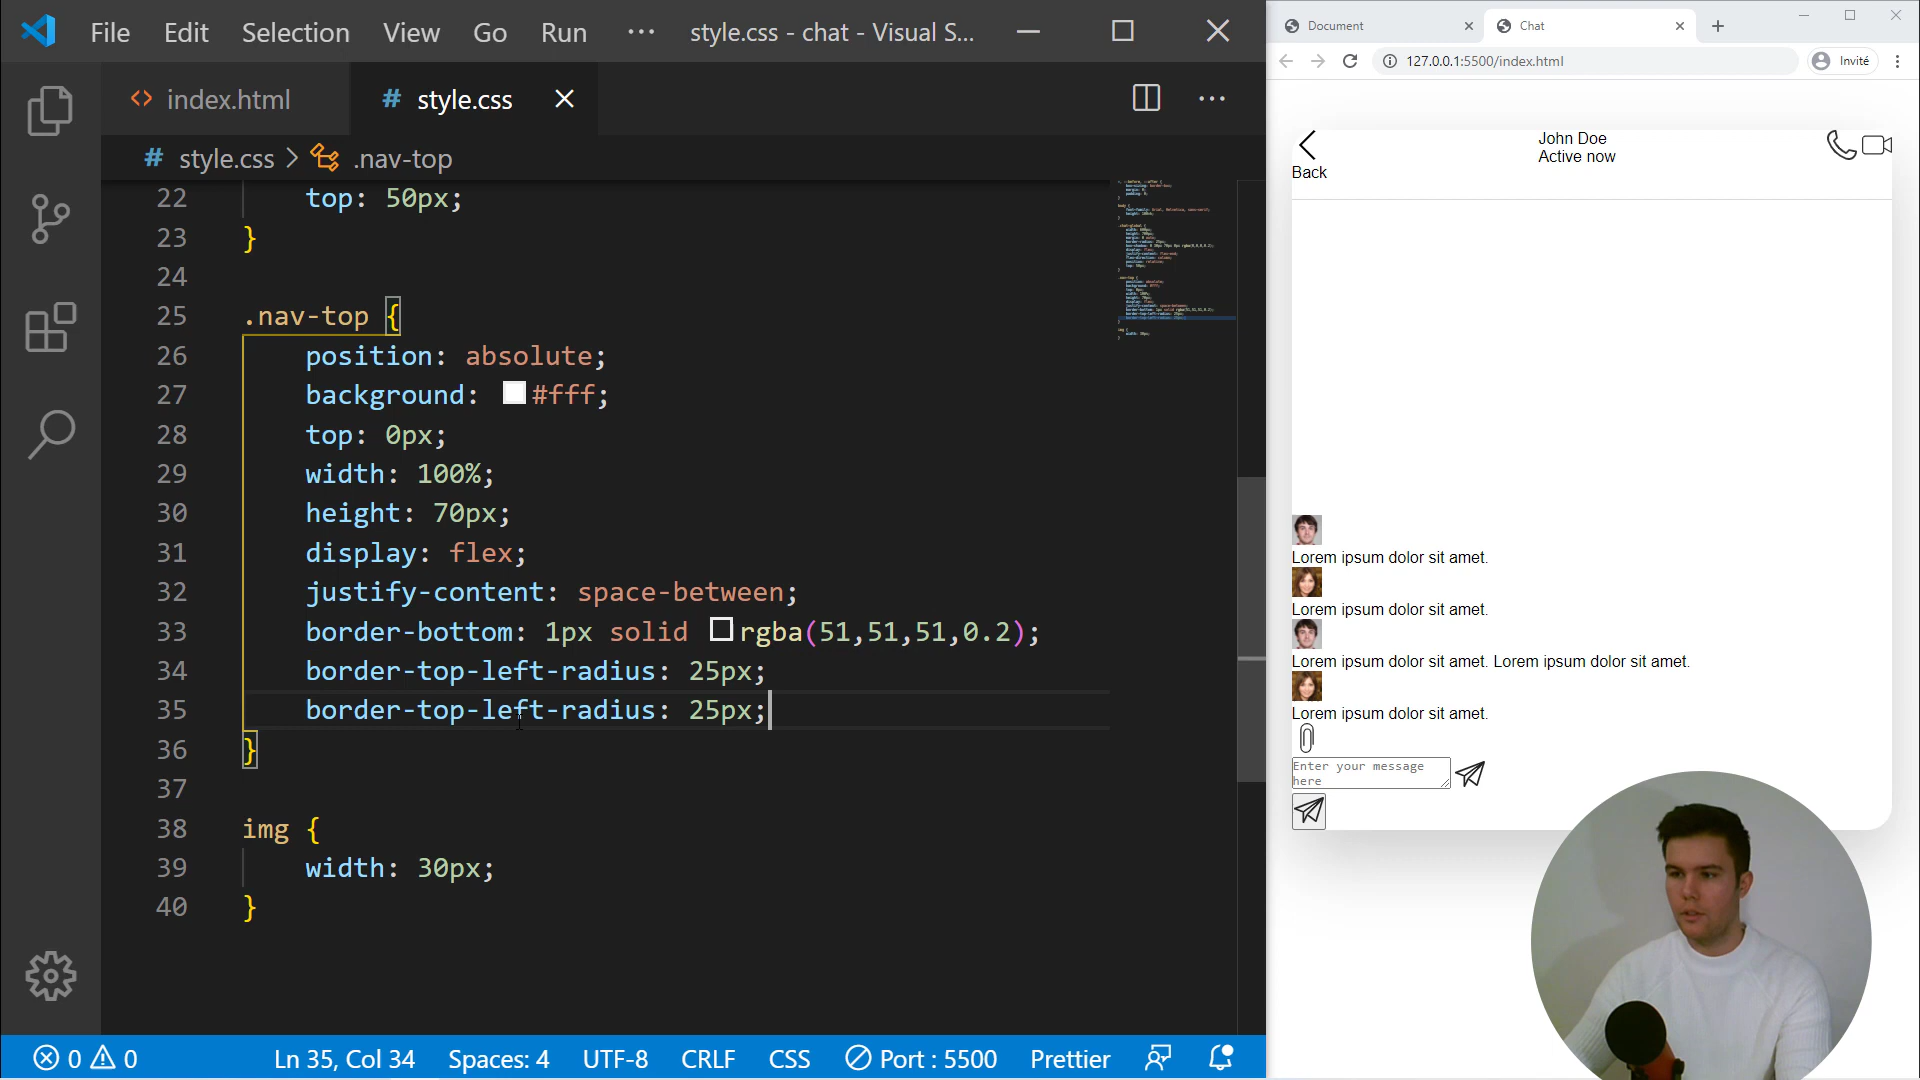 File Edit Selection View Go Run ··· style.css - chat - Visual S...
index.html
# style.css
# style.css > .nav-top
22 top: 50px;
23 }
24
25 .nav-top {
26 position: absolute;
27 background: #fff;
28 top: 0px;
29 width: 100%;
30 height: 70px;
31 display: flex;
32 justify-content: space-between;
33 border-bottom: 1px solid rgba(51,51,51,0.2);
34 border-top-left-radius: 25px;
35 border-top-left-radius: 25px;
36 }
37
38 img {
39 width: 30px;
40 }
0 0 Ln 35, Col 34 Spaces: 4 UTF-8 CRLF CSS Port : 5500 Prettier
Document
Chat
127.0.0.1:5500/index.html
Invité
Back
John Doe
Active now
Lorem ipsum dolor sit amet.
Lorem ipsum dolor sit amet.
Lorem ipsum dolor sit amet. Lorem ipsum dolor sit amet.
Lorem ipsum dolor sit amet.
Enter your message
here